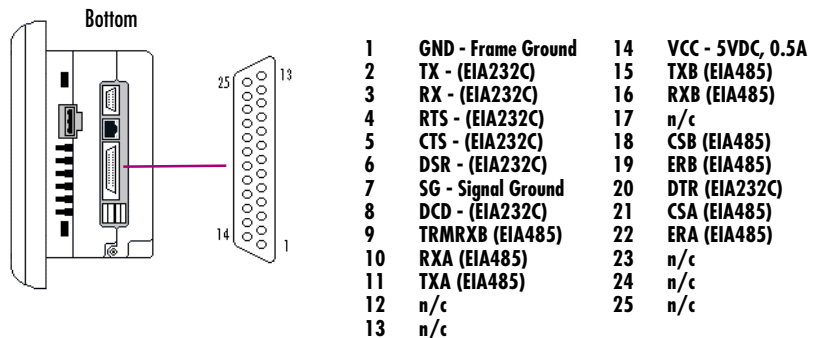 Bottom
25
13
14
1
1 GND - Frame Ground
2 TX - (EIA232C)
3 RX - (EIA232C)
4 RTS - (EIA232C)
5 CTS - (EIA232C)
6 DSR - (EIA232C)
7 SG - Signal Ground
8 DCD - (EIA232C)
9 TRMRXB (EIA485)
10 RXA (EIA485)
11 TXA (EIA485)
12 n/c
13 n/c
14 VCC - 5VDC, 0.5A
15 TXB (EIA485)
16 RXB (EIA485)
17 n/c
18 CSB (EIA485)
19 ERB (EIA485)
20 DTR (EIA232C)
21 CSA (EIA485)
22 ERA (EIA485)
23 n/c
24 n/c
25 n/c